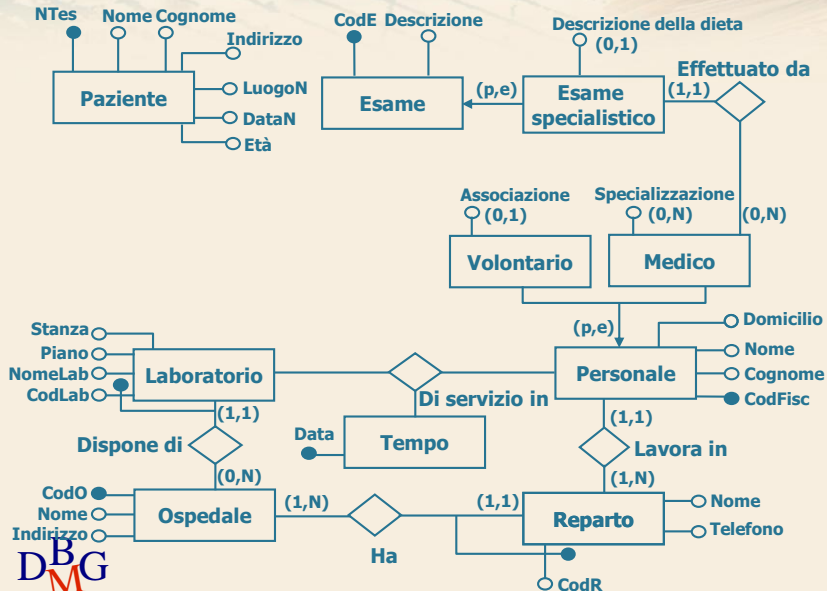 NTes
Nome Cognome
Indirizzo
Paziente
LuogoN
DataN
Età
CodE Descrizione
Esame
(p,e)
Descrizione della dieta
(0,1)
Esame
specialistico
(1,1)
Effettuato da
(0,N)
Associazione
(0,1)
Volontario
Specializzazione
(0,N)
Medico
(p,e)
Domicilio
Nome
Cognome
CodFisc
Personale
Stanza
Piano
NomeLab
CodLab
Laboratorio
Di servizio in
Data
Tempo
(1,1)
Dispone di
(0,N)
(1,1)
Lavora in
(1,N)
CodO
Nome
Indirizzo
Ospedale
(1,N)
Ha
(1,1)
Reparto
Nome
Telefono
CodR
DBMG